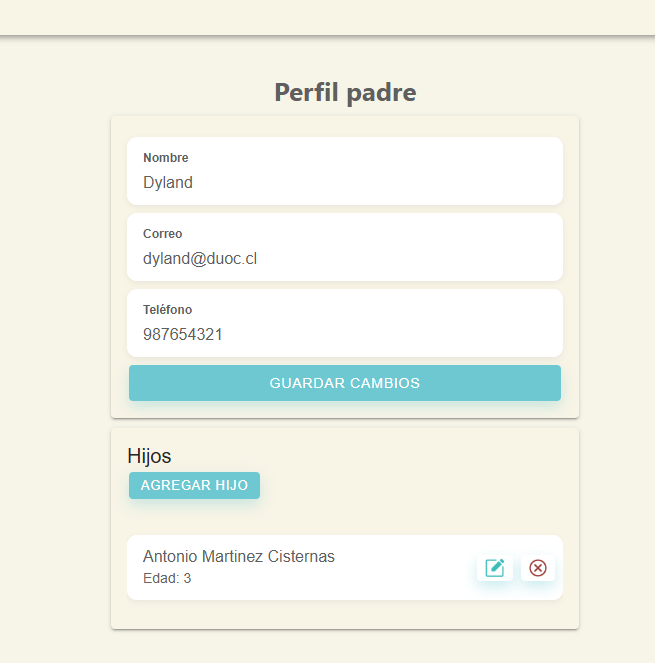 Perfil padre
Nombre
Dyland
Correo
dyland@duoc.cl
Teléfono
987654321
GUARDAR CAMBIOS
Hijos
AGREGAR HIJO
Antonio Martinez Cisternas
Edad: 3